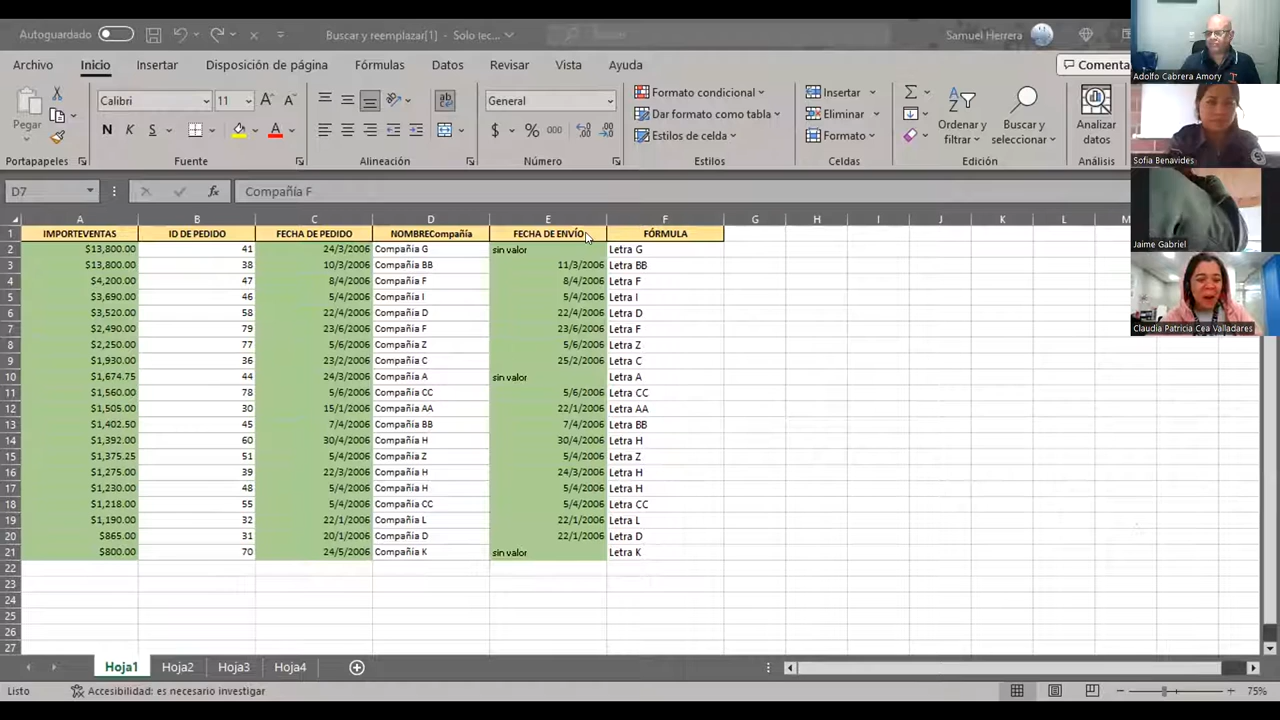 Autoguardado Buscar y reemplazar[1] - Solo lec... Samuel Herrera
Archivo Inicio Insertar Disposición de página Fórmulas Datos Revisar Vista Ayuda Comenta
Pegar Calibri 11 General Formato condicional Insertar Ordenar y filtrar Buscar y seleccionar Analizar datos
N K S $ % 000 Dar formato como tabla Eliminar
Estilos de celda Formato
Portapapeles Fuente Alineación Número Estilos Celdas Edición Análisis
D7 fx Compañía F
A B C D E F G H I J K L M
1 IMPORTEVENTAS ID DE PEDIDO FECHA DE PEDIDO NOMBRECompañía FECHA DE ENVÍO FÓRMULA
2 $13,800.00 41 24/3/2006 Compañía G sin valor Letra G
3 $13,800.00 38 10/3/2006 Compañía BB 11/3/2006 Letra BB
4 $4,200.00 47 8/4/2006 Compañía F 8/4/2006 Letra F
5 $3,690.00 46 5/4/2006 Compañía I 5/4/2006 Letra I
6 $3,520.00 58 22/4/2006 Compañía D 22/4/2006 Letra D
7 $2,490.00 79 23/6/2006 Compañía F 23/6/2006 Letra F
8 $2,250.00 77 5/6/2006 Compañía Z 5/6/2006 Letra Z
9 $1,930.00 36 23/2/2006 Compañía C 25/2/2006 Letra C
10 $1,674.75 44 24/3/2006 Compañía A sin valor Letra A
11 $1,560.00 78 5/6/2006 Compañía CC 5/6/2006 Letra CC
12 $1,505.00 30 15/1/2006 Compañía AA 22/1/2006 Letra AA
13 $1,402.50 45 7/4/2006 Compañía BB 7/4/2006 Letra BB
14 $1,392.00 60 30/4/2006 Compañía H 30/4/2006 Letra H
15 $1,375.25 51 5/4/2006 Compañía Z 5/4/2006 Letra Z
16 $1,275.00 39 22/3/2006 Compañía H 24/3/2006 Letra H
17 $1,230.00 48 5/4/2006 Compañía H 5/4/2006 Letra H
18 $1,218.00 55 5/4/2006 Compañía CC 5/4/2006 Letra CC
19 $1,190.00 32 22/1/2006 Compañía L 22/1/2006 Letra L
20 $865.00 31 20/1/2006 Compañía D 22/1/2006 Letra D
21 $800.00 70 24/5/2006 Compañía K sin valor Letra K
22
23
24
25
26
27
Hoja1 Hoja2 Hoja3 Hoja4
Listo Accesibilidad: es necesario investigar 75%
Adolfo Cabrera Amory
Sofia Benavides
Jaime Gabriel
Claudia Patricia Cea Valladares